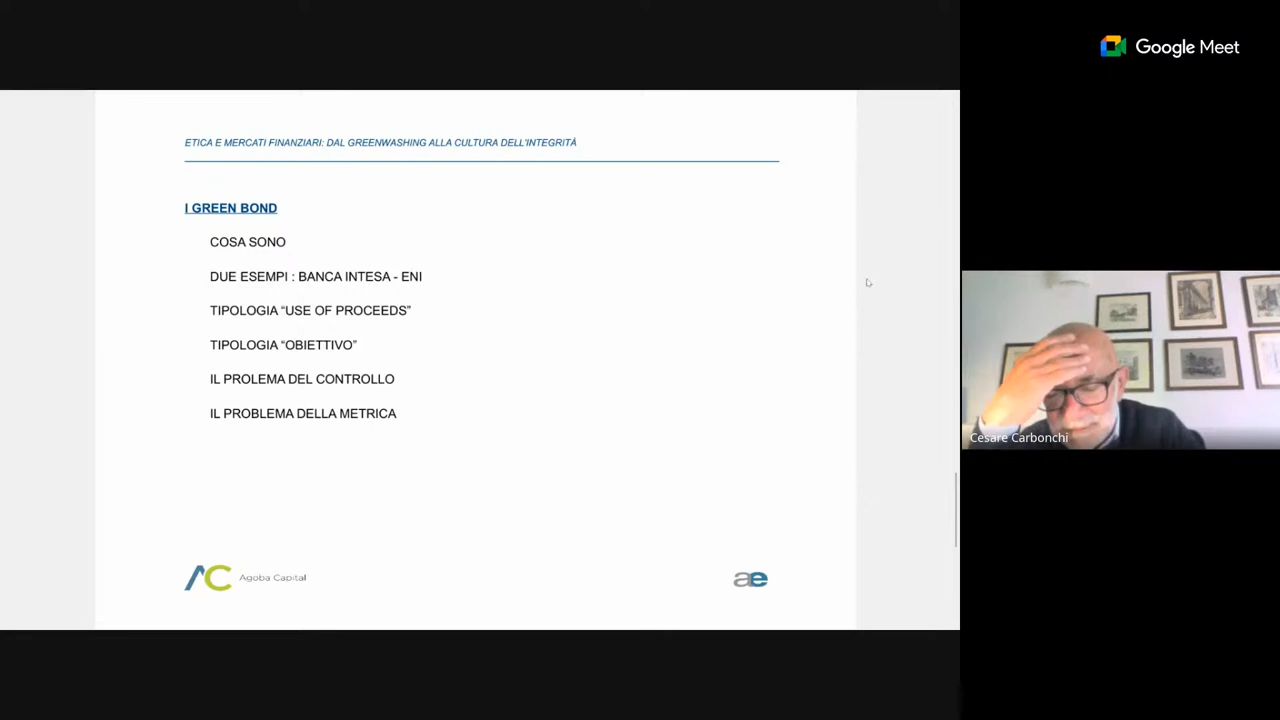 Google Meet
ETICA E MERCATI FINANZIARI: DAL GREENWASHING ALLA CULTURA DELL'INTEGRITÀ
I GREEN BOND
COSA SONO
DUE ESEMPI : BANCA INTESA - ENI
TIPOLOGIA “USE OF PROCEEDS”
TIPOLOGIA “OBIETTIVO”
IL PROLEMA DEL CONTROLLO
IL PROBLEMA DELLA METRICA
AC Agoba Capital
ae
Cesare Carbonchi